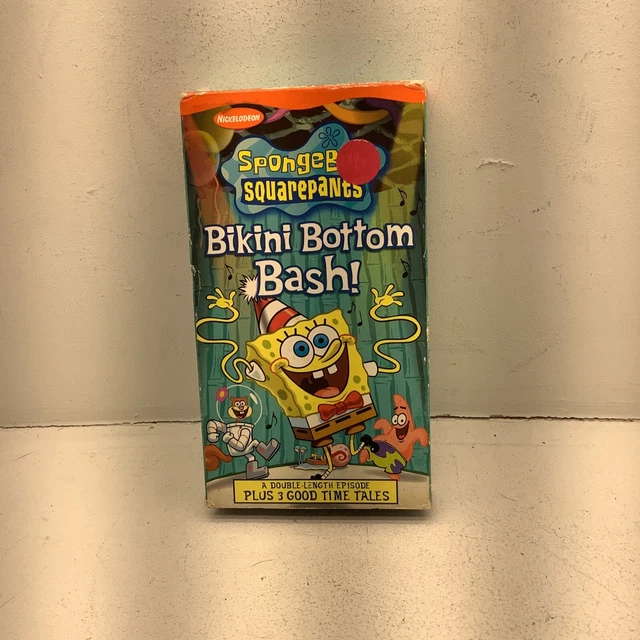 NICKELODEON
SPONGEB
SQUAREPANTS
Bikini Bottom
Bash!
A DOUBLE-LENGTH EPISODE
PLUS 3 GOOD TIME TALES